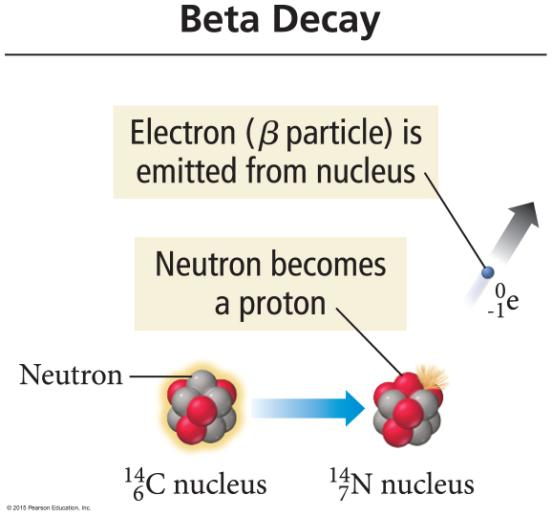 Beta Decay
Electron (β particle) is
emitted from nucleus
Neutron becomes
a proton
0
-1e
Neutron
14
6C nucleus
14
7N nucleus
© 2015 Pearson Education, Inc.